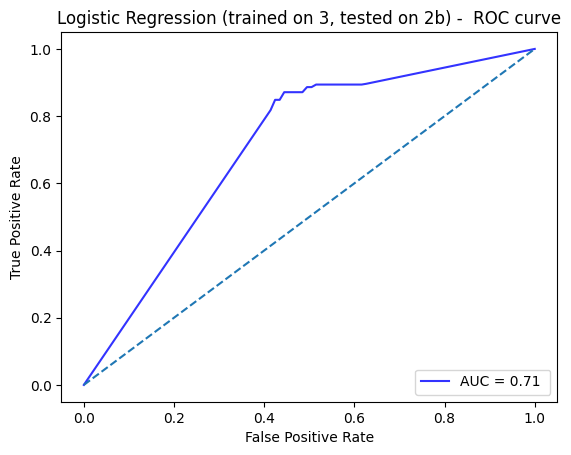 Logistic Regression (trained on 3, tested on 2b) -  ROC curve
1.0
0.8
0.6
0.4
0.2
0.0
True Positive Rate
AUC = 0.71
0.0 0.2 0.4 0.6 0.8 1.0
False Positive Rate